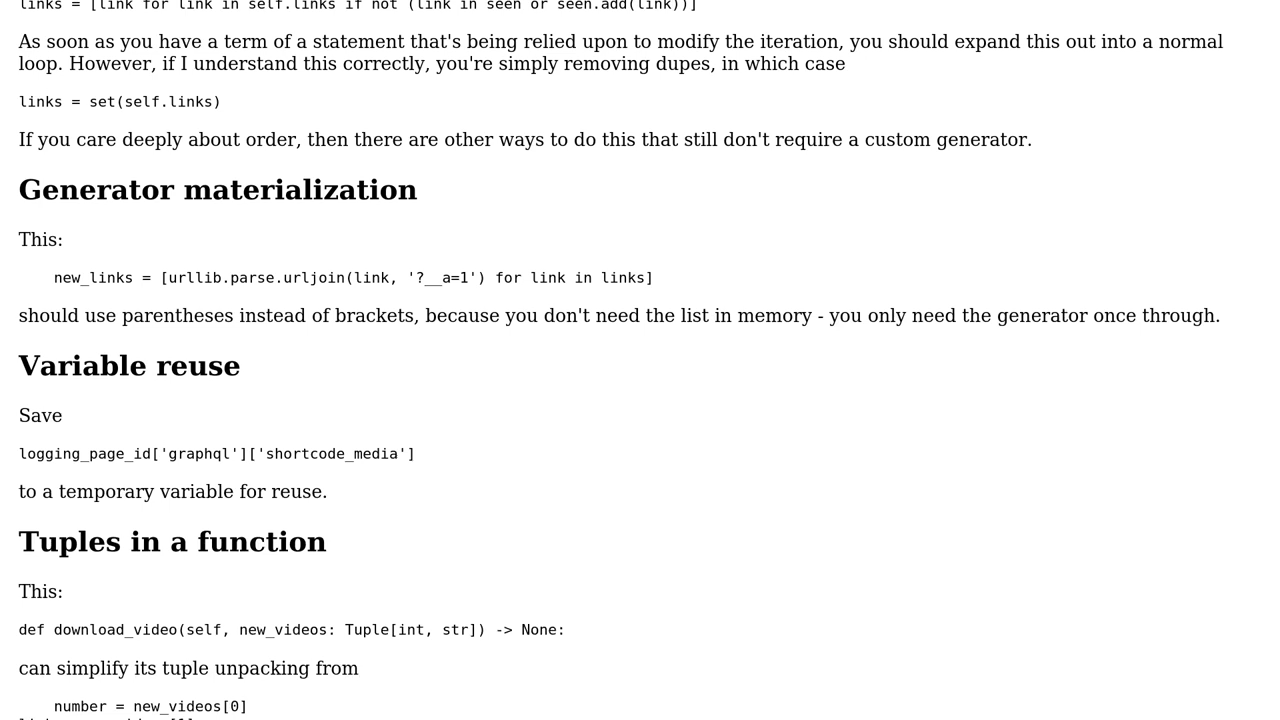 links = [link for link in self.links if not (link in seen or seen.add(link))]
As soon as you have a term of a statement that's being relied upon to modify the iteration, you should expand this out into a normal
loop. However, if I understand this correctly, you're simply removing dupes, in which case
links = set(self.links)
If you care deeply about order, then there are other ways to do this that still don't require a custom generator.
Generator materialization
This:
new_links = [urllib.parse.urljoin(link, '?__a=1') for link in links]
should use parentheses instead of brackets, because you don't need the list in memory - you only need the generator once through.
Variable reuse
Save
logging_page_id['graphql']['shortcode_media']
to a temporary variable for reuse.
Tuples in a function
This:
def download_video(self, new_videos: Tuple[int, str]) -> None:
can simplify its tuple unpacking from
number = new_videos[0]